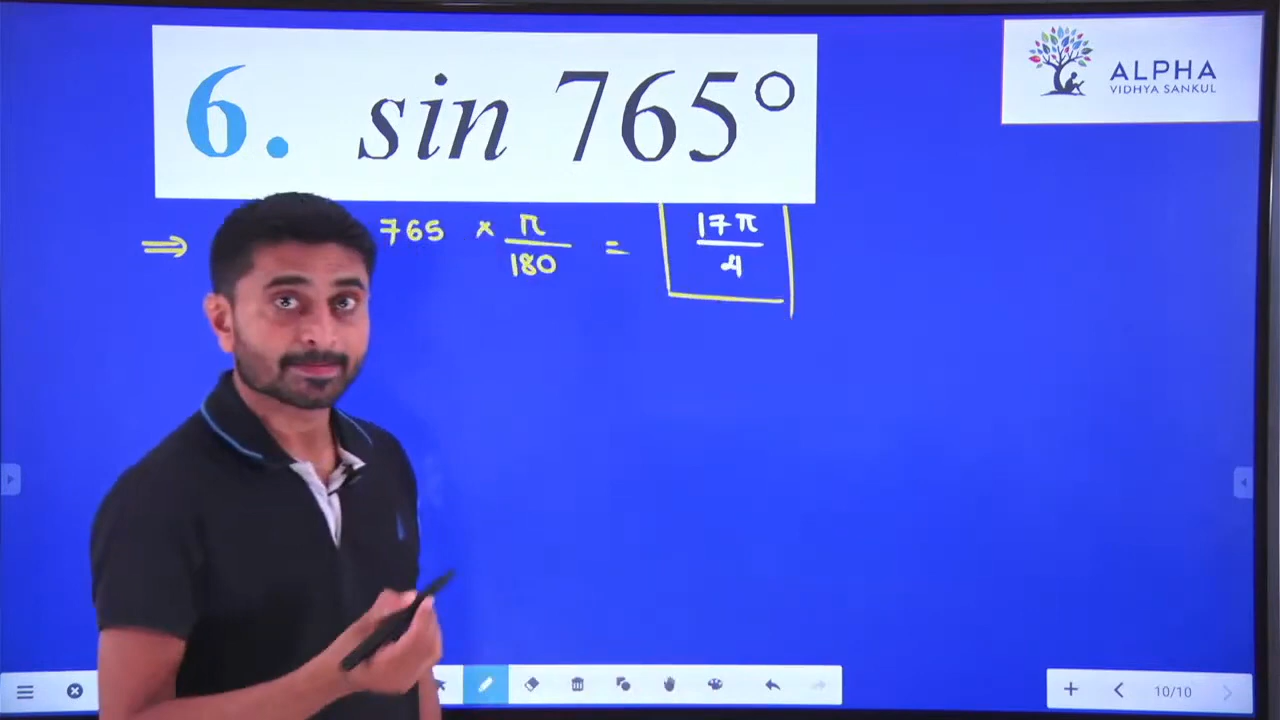 6. sin 765°
ALPHA
VIDHYA SANKUL
⇒ 765 × π/180 = 17π/4
10/10